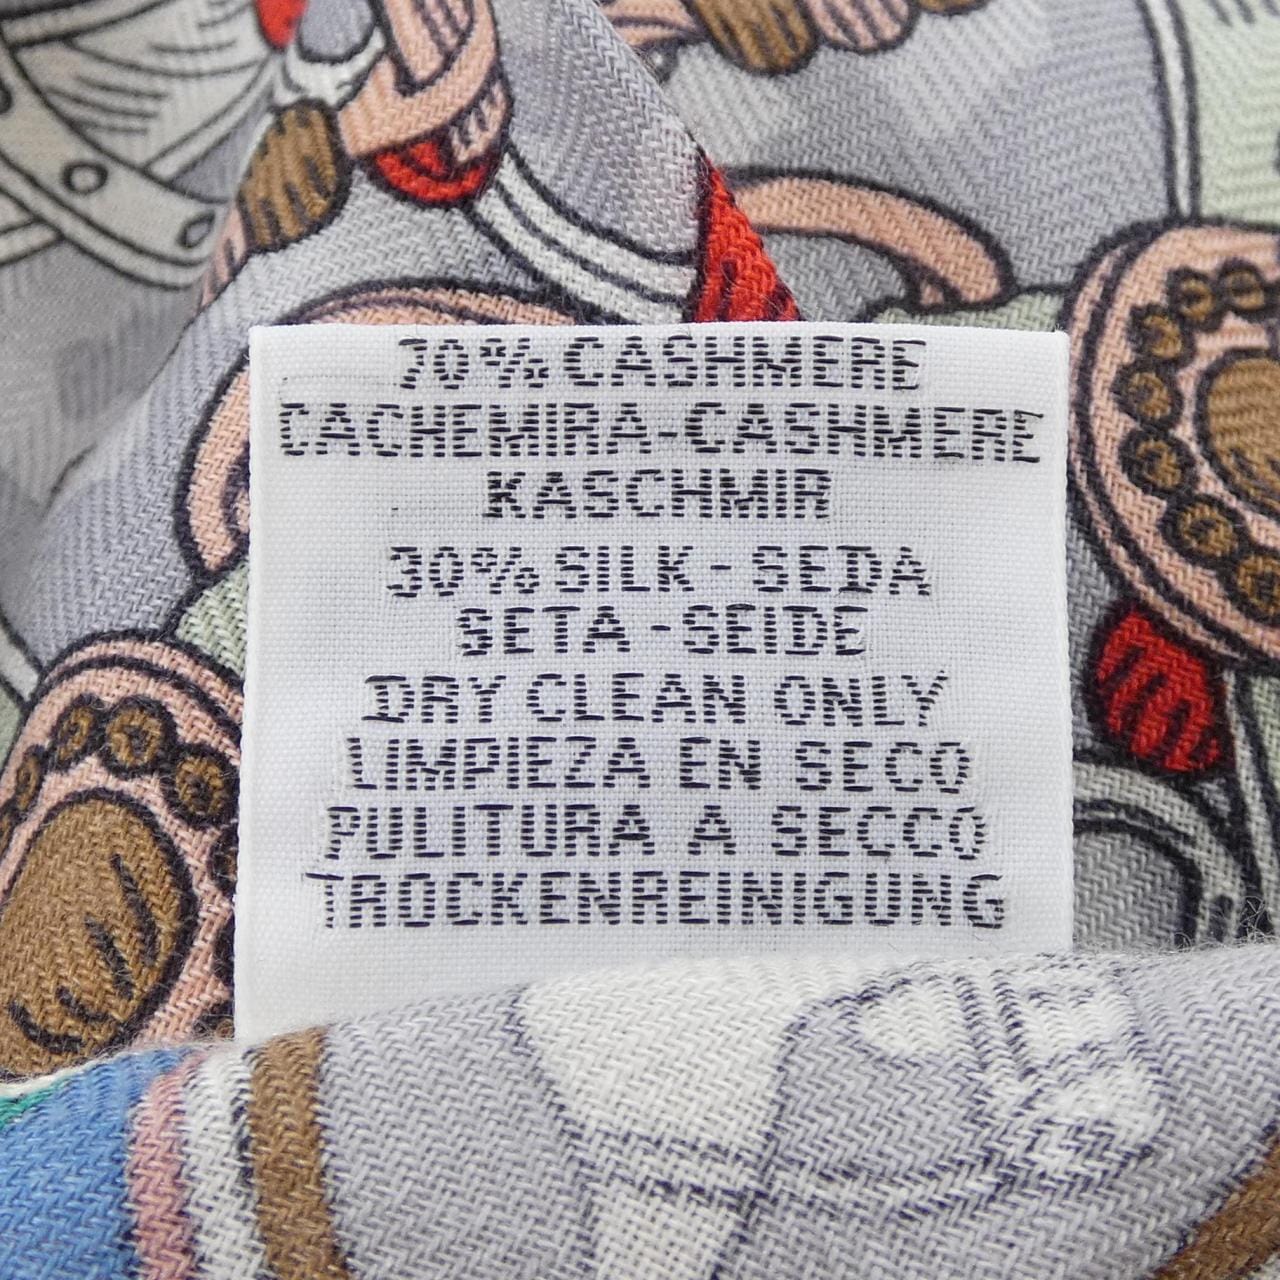 70% CASHMERE
CACHEMIRA-CASHMERE
KASCHMIR
30% SILK - SEDA
SETA - SEIDE
DRY CLEAN ONLY
LIMPIEZA EN SECO
PULITURA A SECCO
TROCKENREINIGUNG